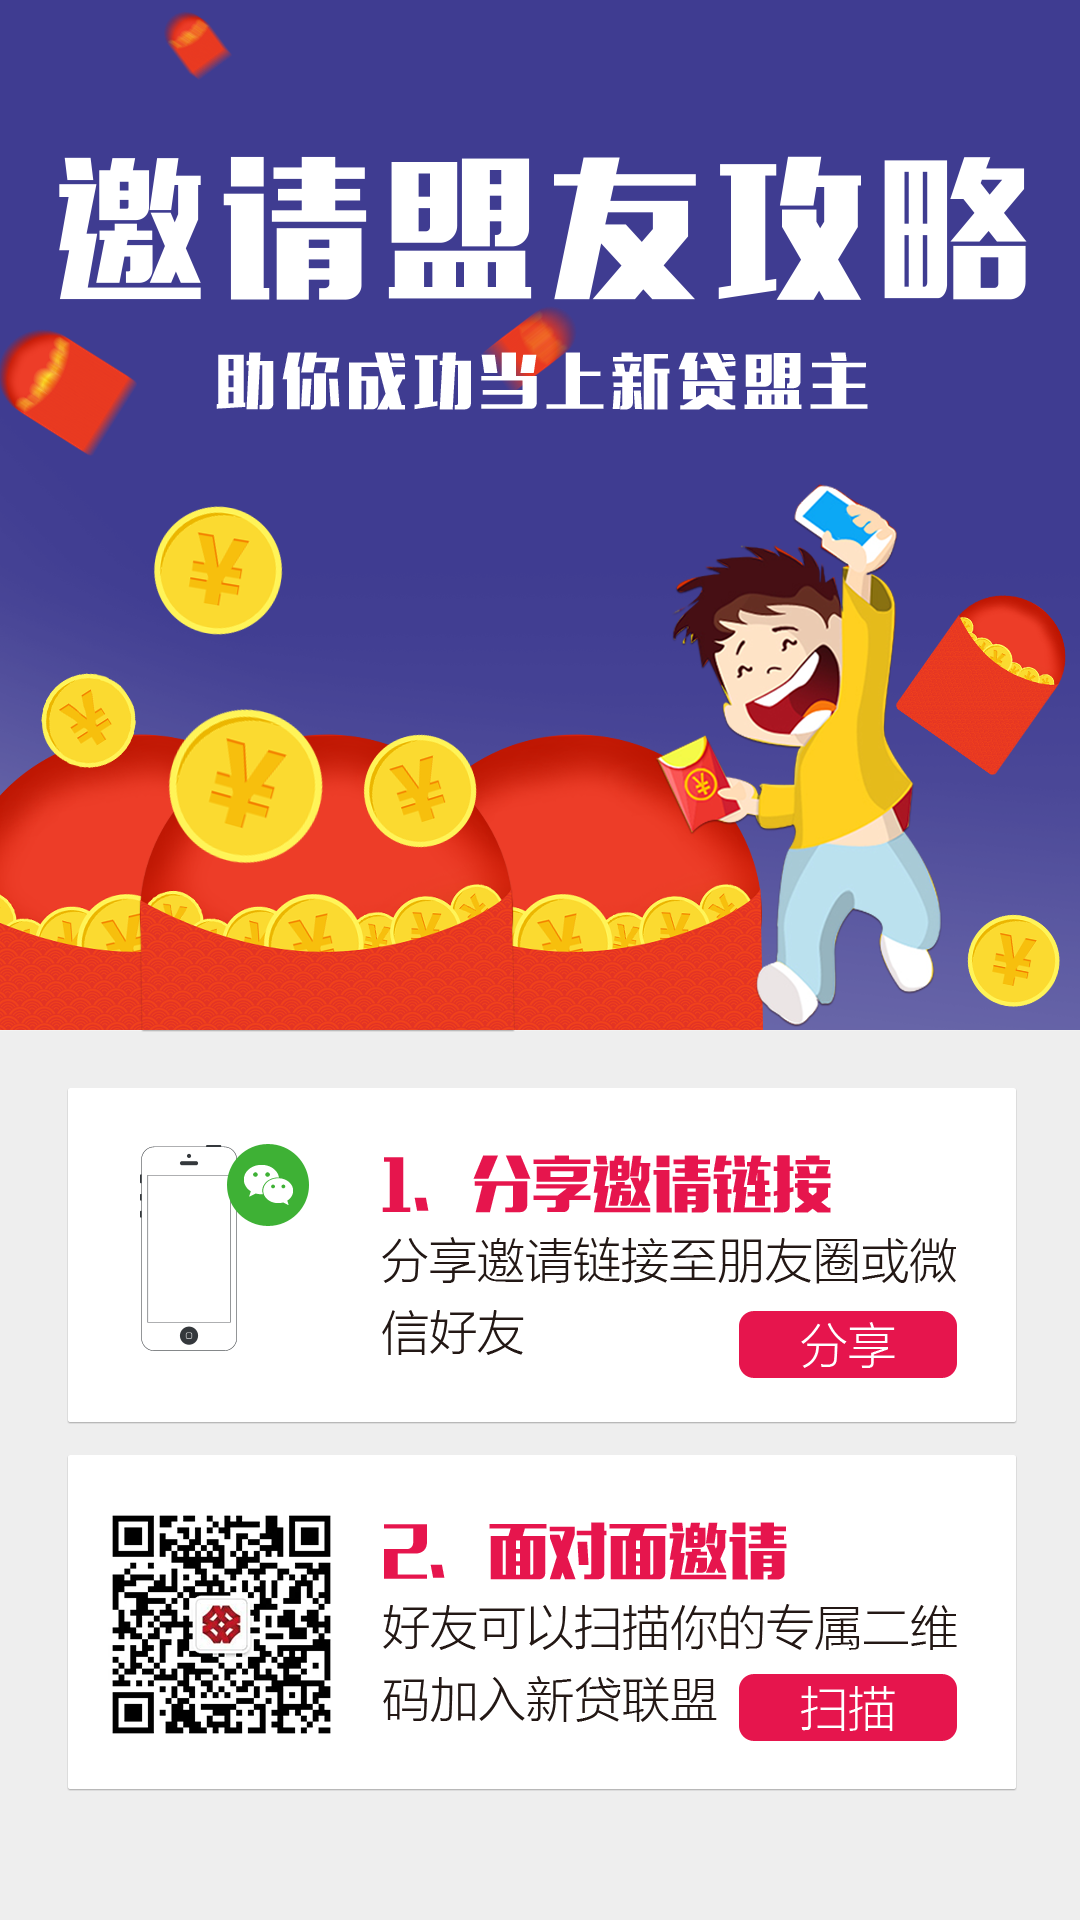 邀请盟友攻略
助你成功当上新贷盟主
1、分享邀请链接
分享邀请链接至朋友圈或微
信好友
分享
2、面对面邀请
好友可以扫描你的专属二维
码加入新贷联盟
扫描